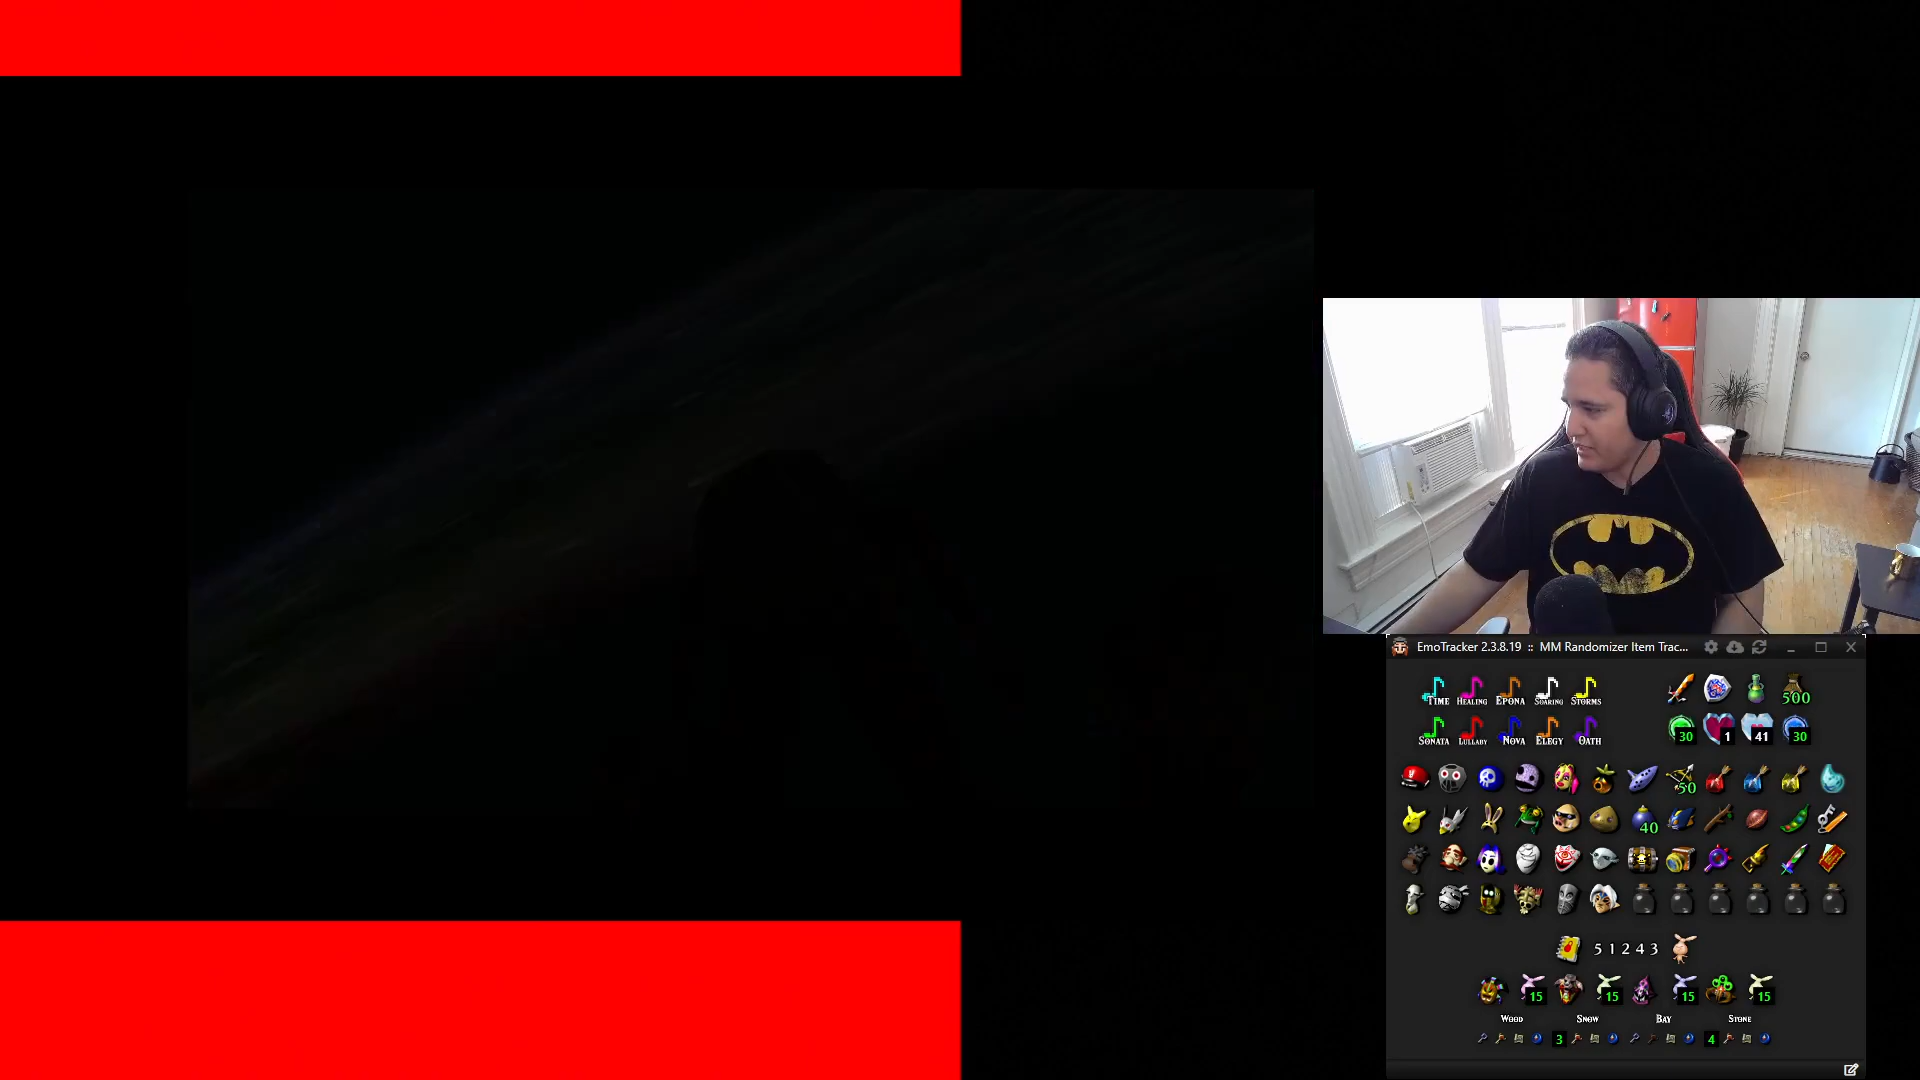 EmoTracker 2.3.8.19 :: MM Randomizer Item Trac...
TIME HEALING EPONA SOARING STORMS
500
SONATA LULLABY NOVA ELEGY OATH
30 1 41 30
50
40
5 1 2 4 3
15 15 15 15
WOOD SNOW BAY STONE
3 4